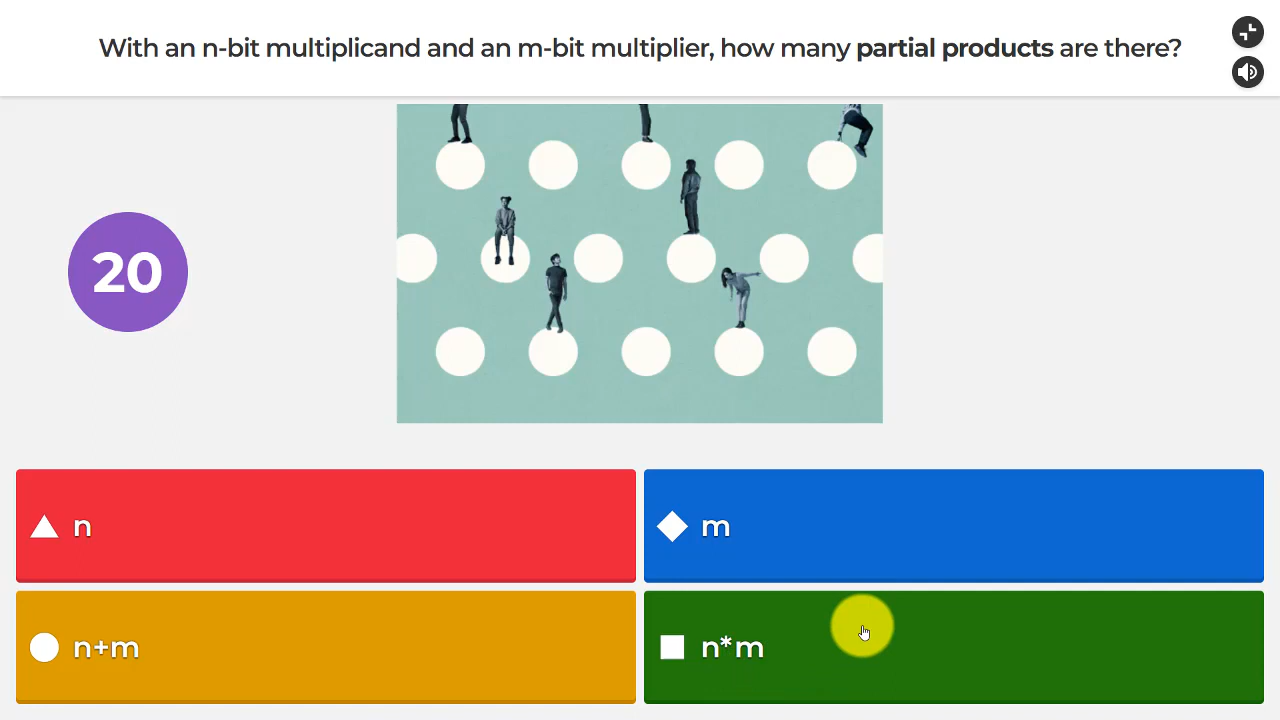 With an n-bit multiplicand and an m-bit multiplier, how many partial products are there?
20
n
m
n+m
n*m